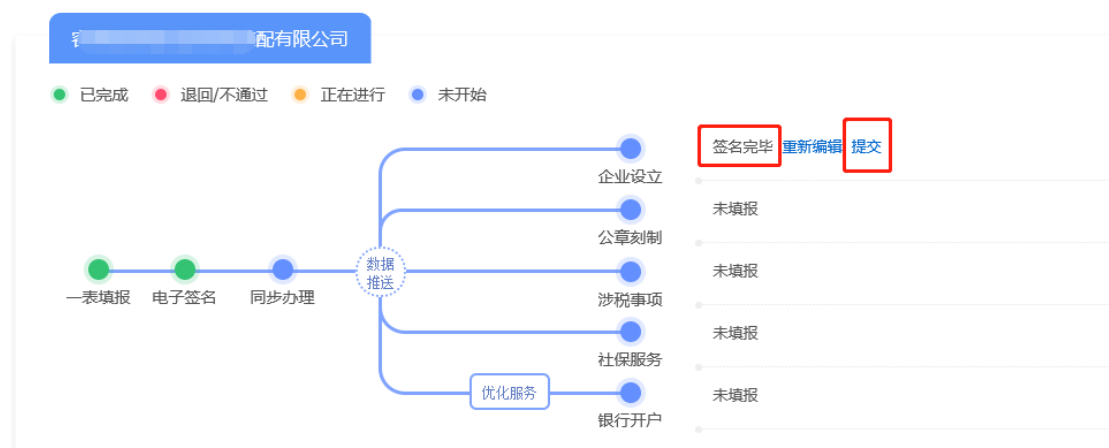 配有限公司
已完成 退回/不通过 正在进行 未开始
签名完毕 重新编辑 提交
企业设立
未填报
公章刻制
数据
推送
未填报
一表填报 电子签名 同步办理
涉税事项
未填报
社保服务
优化服务
未填报
银行开户